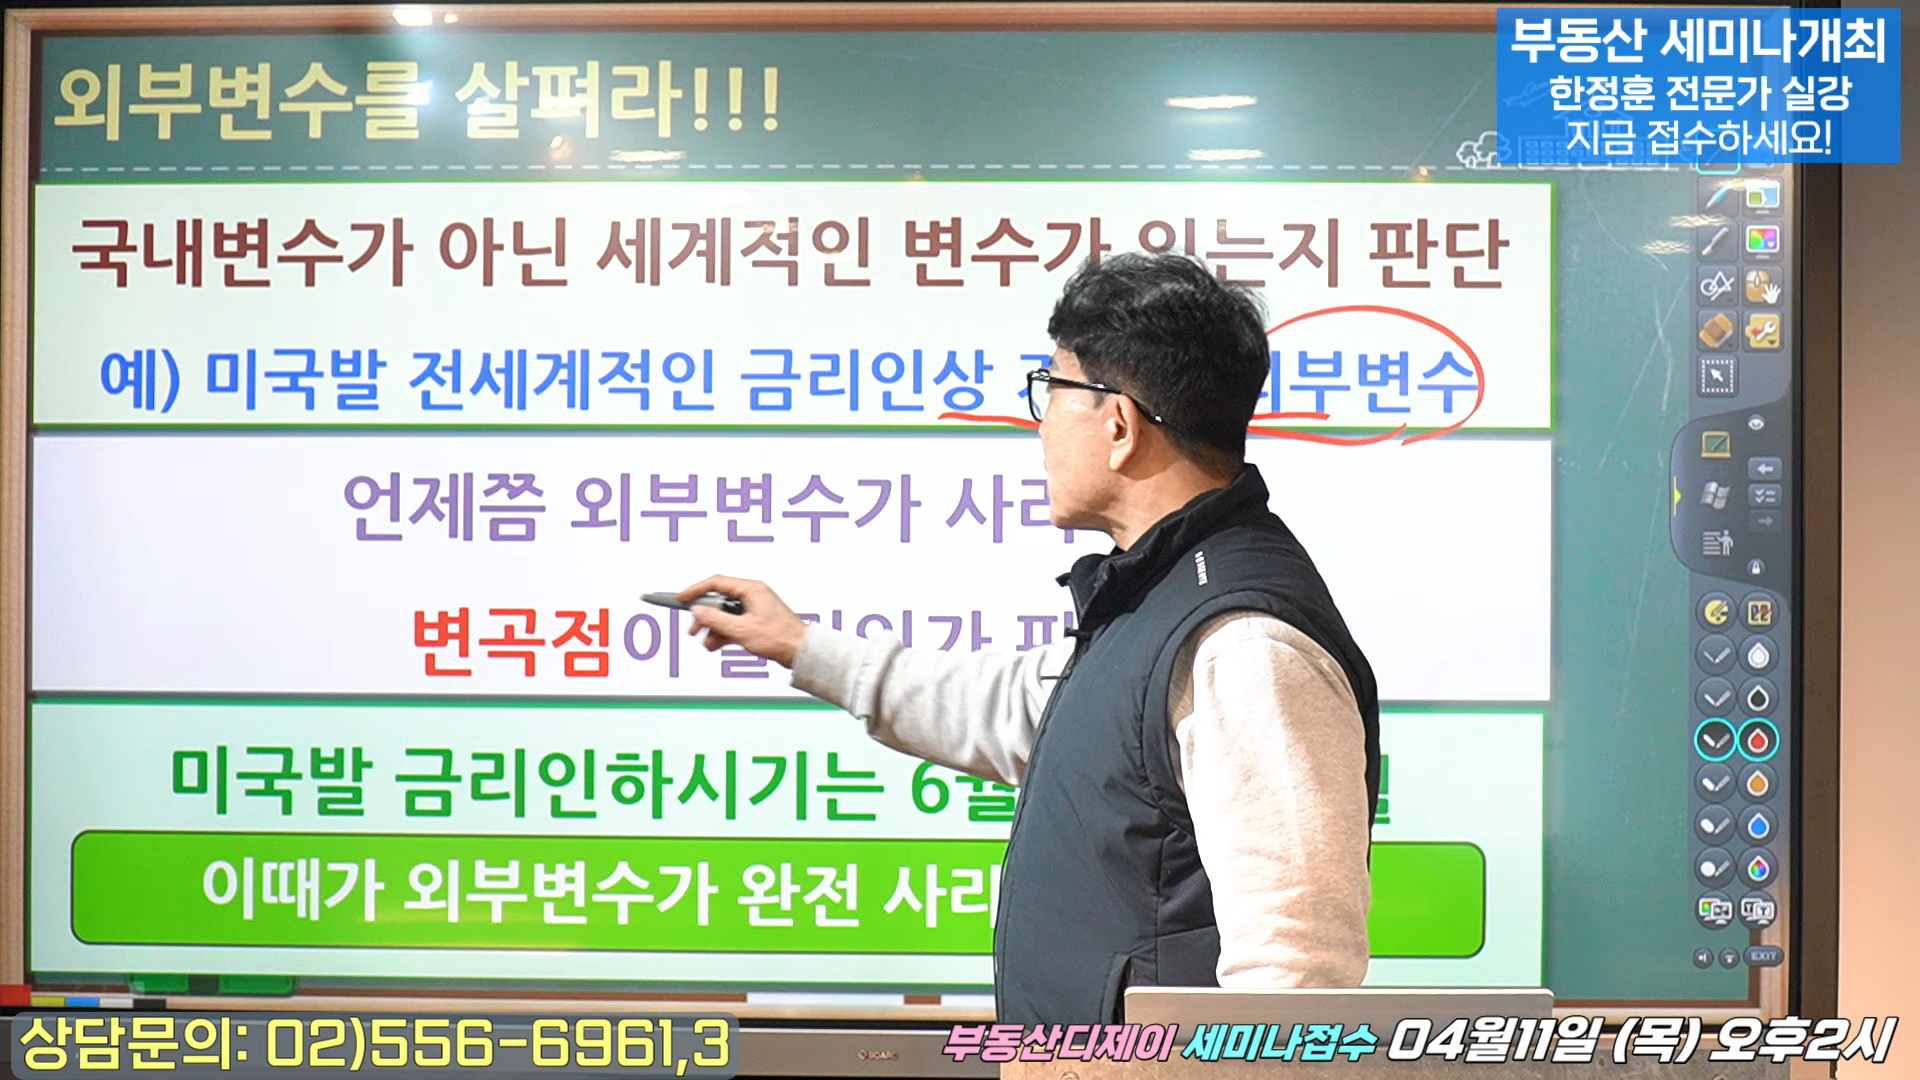 외부변수를 살펴라!!!
부동산 세미나개최
한정훈 전문가 실강
지금 접수하세요!
국내변수가 아닌 세계적인 변수가 있는지 판단
예) 미국발 전세계적인 금리인상 외부변수
언제쯤 외부변수가
변곡점이
미국발 금리인하시기는 6월
이때가 외부변수가 완전
EXIT
상담문의: 02)556-6961,3
부동산디제이 세미나접수 04월11일 (목) 오후2시